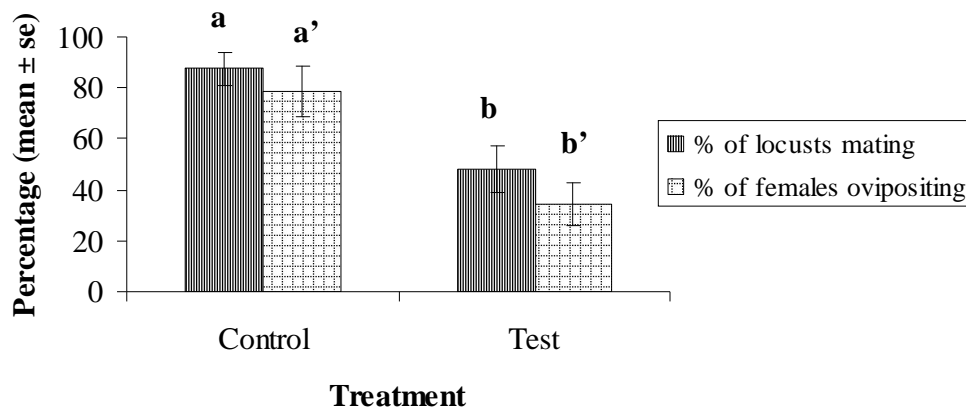 Percentage (mean ± se)
100
80
60
40
20
0
a
a’
b
b’
Control
Test
Treatment
% of locusts mating
% of females ovipositing